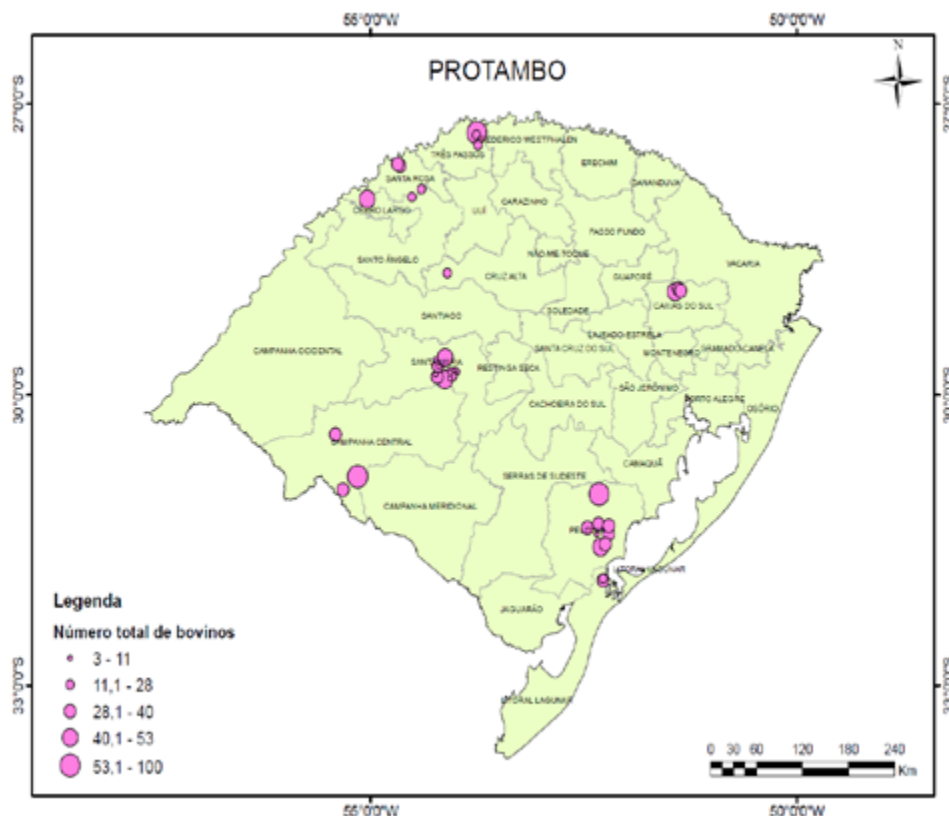 55°0'0"W 50°0'0"W
N
PROTAMBO
27°0'0"S 27°0'0"S
FREDERICO WESTPHALEN
TRÊS PASSOS
ERECHIM
SANTA ROSA
SANANDUVA
CARAZINHO
IJUÍ
PASSO FUNDO
SANTO ÂNGELO
NÃO ME TOQUE
VACARIA
CRUZ ALTA
GUAPORÉ
CAXIAS DO SUL
SOLEDADE
SANTIAGO
LAJEADO-ESTRELA
CAMPANHA OCIDENTAL
SANTA CRUZ DO SUL
MONTENEGRO
GRAMADO-CANELA
RESTINGA SECA
SÃO JERÔNIMO
30°0'0"S 30°0'0"S
CACHOEIRA DO SUL
PORTO ALEGRE
OSÓRIO
CAMPANHA CENTRAL
CAMAQUÃ
SERRAS DE SUDESTE
CAMPANHA MERIDIONAL
LITORAL LAGUNAR
JAGUARÃO
LITORAL LAGUNAR
33°0'0"S 33°0'0"S
Legenda
Número total de bovinos
3 - 11
11,1 - 28
28,1 - 40
40,1 - 53
53,1 - 100
0 30 60 120 180 240
Km
55°0'0"W 50°0'0"W